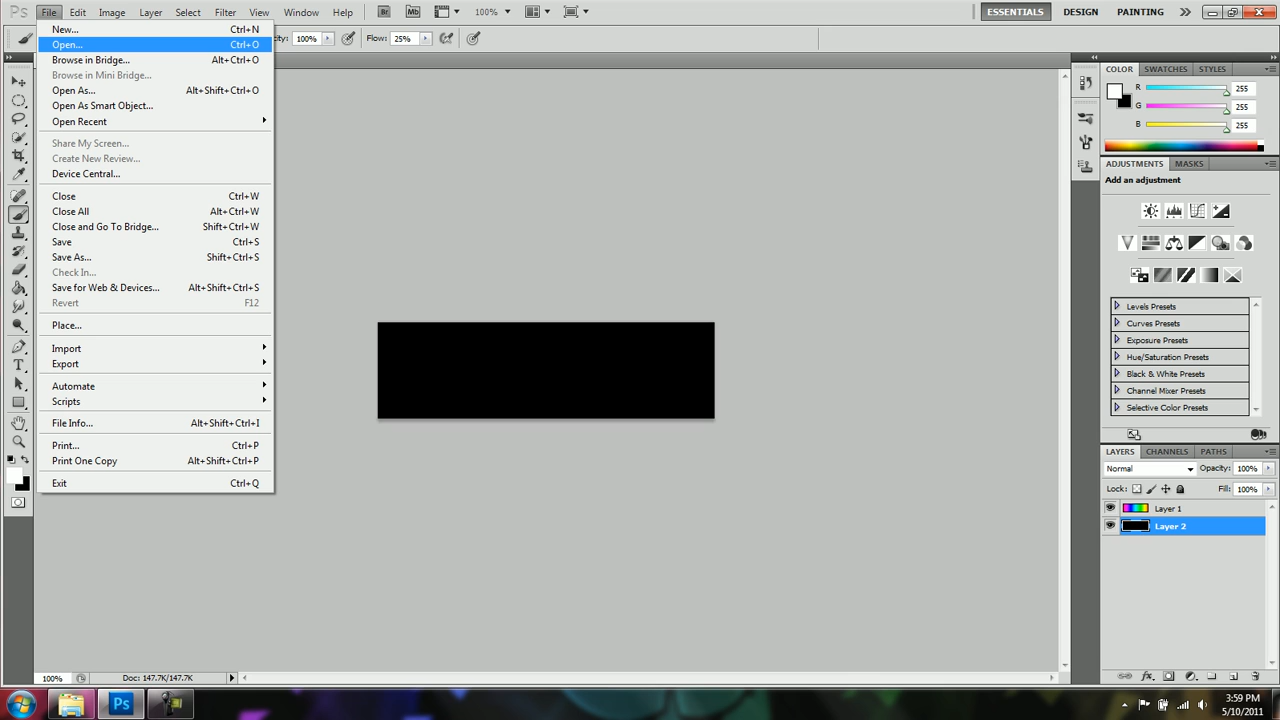 Ps File Edit Image Layer Select Filter View Window Help Br Mb 100% ESSENTIALS DESIGN PAINTING
100% Flow: 25%
New... Ctrl+N
Open... Ctrl+O
Browse in Bridge... Alt+Ctrl+O
Browse in Mini Bridge...
Open As... Alt+Shift+Ctrl+O
Open As Smart Object...
Open Recent
Share My Screen...
Create New Review...
Device Central...
Close Ctrl+W
Close All Alt+Ctrl+W
Close and Go To Bridge... Shift+Ctrl+W
Save Ctrl+S
Save As... Shift+Ctrl+S
Check In...
Save for Web & Devices... Alt+Shift+Ctrl+S
Revert F12
Place...
Import
Export
Automate
Scripts
File Info... Alt+Shift+Ctrl+I
Print... Ctrl+P
Print One Copy Alt+Shift+Ctrl+P
Exit Ctrl+Q
COLOR SWATCHES STYLES
R 255
G 255
B 255
ADJUSTMENTS MASKS
Add an adjustment
Levels Presets
Curves Presets
Exposure Presets
Hue/Saturation Presets
Black & White Presets
Channel Mixer Presets
Selective Color Presets
LAYERS CHANNELS PATHS
Normal Opacity: 100%
Lock: Fill: 100%
Layer 1
Layer 2
100% Doc: 147.7K/147.7K
Ps
3:59 PM
5/10/2011